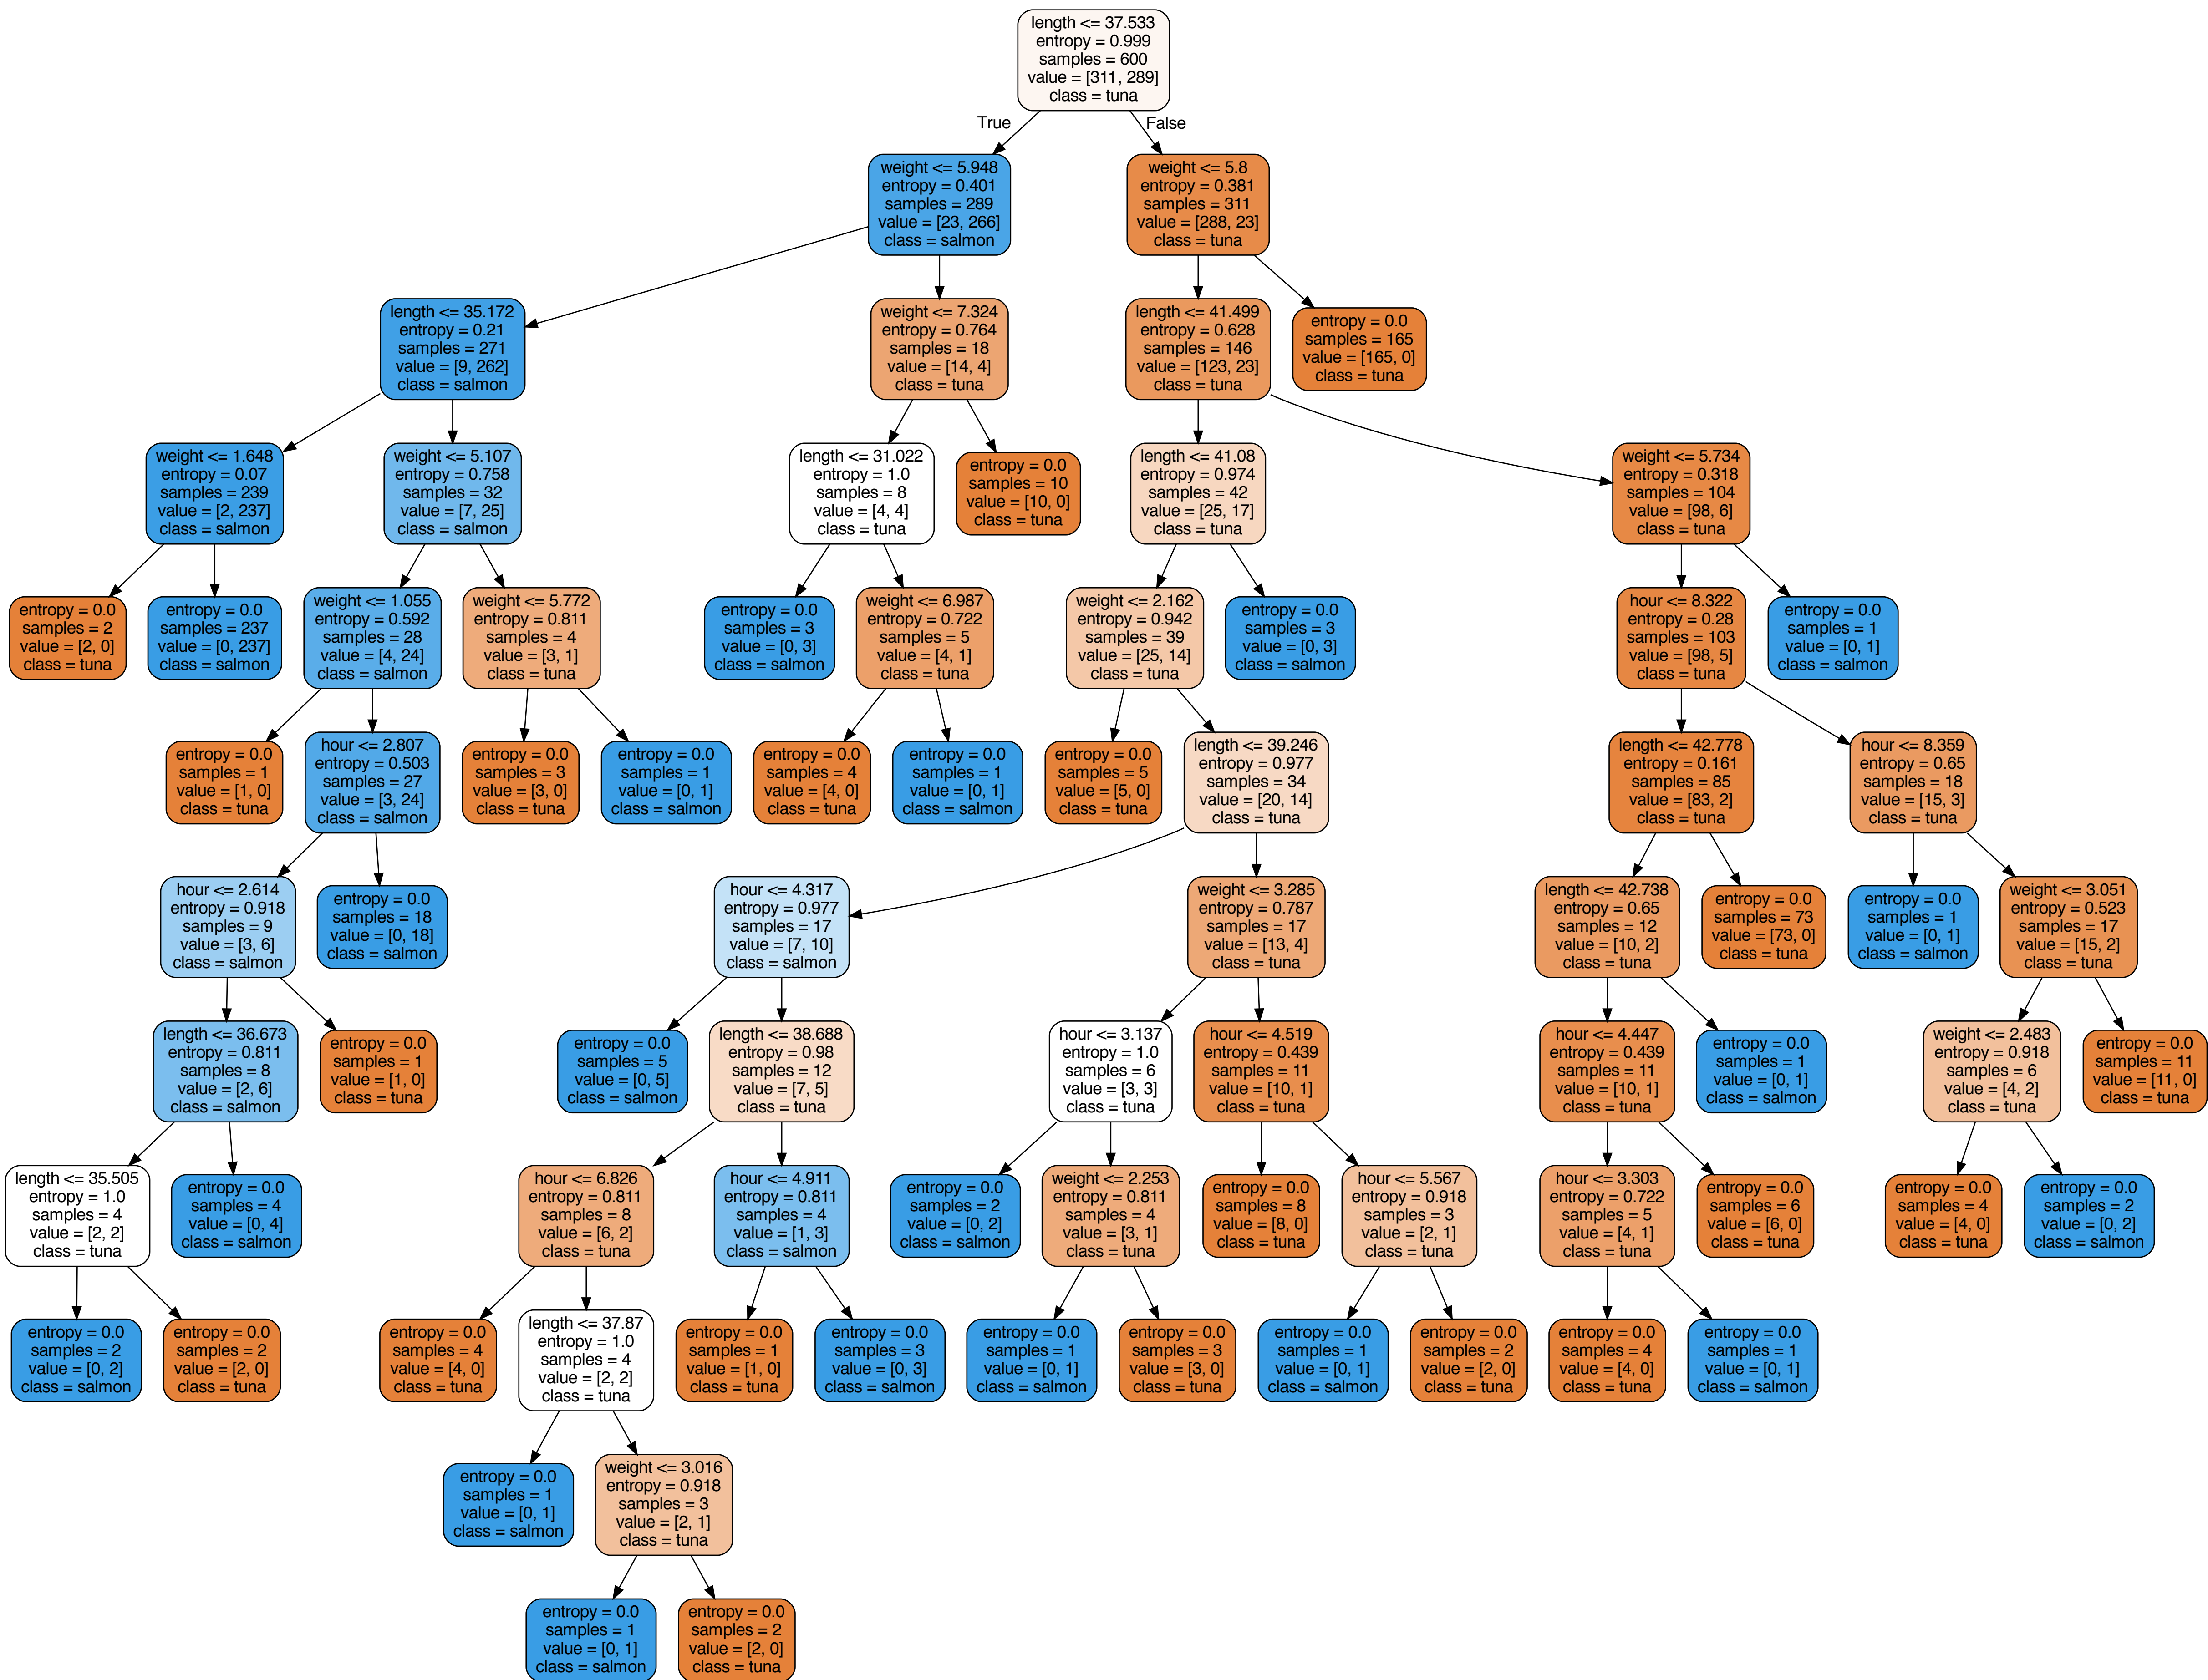 length <= 37.533
entropy = 0.999
samples = 600
value = [311, 289]
class = tuna
True
False
weight <= 5.948
entropy = 0.401
samples = 289
value = [23, 266]
class = salmon
weight <= 5.8
entropy = 0.381
samples = 311
value = [288, 23]
class = tuna
length <= 35.172
entropy = 0.21
samples = 271
value = [9, 262]
class = salmon
weight <= 7.324
entropy = 0.764
samples = 18
value = [14, 4]
class = tuna
length <= 41.499
entropy = 0.628
samples = 146
value = [123, 23]
class = tuna
entropy = 0.0
samples = 165
value = [165, 0]
class = tuna
weight <= 1.648
entropy = 0.07
samples = 239
value = [2, 237]
class = salmon
weight <= 5.107
entropy = 0.758
samples = 32
value = [7, 25]
class = salmon
length <= 31.022
entropy = 1.0
samples = 8
value = [4, 4]
class = tuna
entropy = 0.0
samples = 10
value = [10, 0]
class = tuna
length <= 41.08
entropy = 0.974
samples = 42
value = [25, 17]
class = tuna
weight <= 5.734
entropy = 0.318
samples = 104
value = [98, 6]
class = tuna
entropy = 0.0
samples = 2
value = [2, 0]
class = tuna
entropy = 0.0
samples = 237
value = [0, 237]
class = salmon
weight <= 1.055
entropy = 0.592
samples = 28
value = [4, 24]
class = salmon
weight <= 5.772
entropy = 0.811
samples = 4
value = [3, 1]
class = tuna
entropy = 0.0
samples = 3
value = [0, 3]
class = salmon
weight <= 6.987
entropy = 0.722
samples = 5
value = [4, 1]
class = tuna
weight <= 2.162
entropy = 0.942
samples = 39
value = [25, 14]
class = tuna
entropy = 0.0
samples = 3
value = [0, 3]
class = salmon
hour <= 8.322
entropy = 0.28
samples = 103
value = [98, 5]
class = tuna
entropy = 0.0
samples = 1
value = [0, 1]
class = salmon
entropy = 0.0
samples = 1
value = [1, 0]
class = tuna
hour <= 2.807
entropy = 0.503
samples = 27
value = [3, 24]
class = salmon
entropy = 0.0
samples = 3
value = [3, 0]
class = tuna
entropy = 0.0
samples = 1
value = [0, 1]
class = salmon
entropy = 0.0
samples = 4
value = [4, 0]
class = tuna
entropy = 0.0
samples = 1
value = [0, 1]
class = salmon
entropy = 0.0
samples = 5
value = [5, 0]
class = tuna
length <= 39.246
entropy = 0.977
samples = 34
value = [20, 14]
class = tuna
length <= 42.778
entropy = 0.161
samples = 85
value = [83, 2]
class = tuna
hour <= 8.359
entropy = 0.65
samples = 18
value = [15, 3]
class = tuna
hour <= 2.614
entropy = 0.918
samples = 9
value = [3, 6]
class = salmon
entropy = 0.0
samples = 18
value = [0, 18]
class = salmon
hour <= 4.317
entropy = 0.977
samples = 17
value = [7, 10]
class = salmon
weight <= 3.285
entropy = 0.787
samples = 17
value = [13, 4]
class = tuna
length <= 42.738
entropy = 0.65
samples = 12
value = [10, 2]
class = tuna
entropy = 0.0
samples = 73
value = [73, 0]
class = tuna
entropy = 0.0
samples = 1
value = [0, 1]
class = salmon
weight <= 3.051
entropy = 0.523
samples = 17
value = [15, 2]
class = tuna
length <= 36.673
entropy = 0.811
samples = 8
value = [2, 6]
class = salmon
entropy = 0.0
samples = 1
value = [1, 0]
class = tuna
entropy = 0.0
samples = 5
value = [0, 5]
class = salmon
length <= 38.688
entropy = 0.98
samples = 12
value = [7, 5]
class = tuna
hour <= 3.137
entropy = 1.0
samples = 6
value = [3, 3]
class = tuna
hour <= 4.519
entropy = 0.439
samples = 11
value = [10, 1]
class = tuna
hour <= 4.447
entropy = 0.439
samples = 11
value = [10, 1]
class = tuna
entropy = 0.0
samples = 1
value = [0, 1]
class = salmon
weight <= 2.483
entropy = 0.918
samples = 6
value = [4, 2]
class = tuna
entropy = 0.0
samples = 11
value = [11, 0]
class = tuna
length <= 35.505
entropy = 1.0
samples = 4
value = [2, 2]
class = tuna
entropy = 0.0
samples = 4
value = [0, 4]
class = salmon
hour <= 6.826
entropy = 0.811
samples = 8
value = [6, 2]
class = tuna
hour <= 4.911
entropy = 0.811
samples = 4
value = [1, 3]
class = salmon
entropy = 0.0
samples = 2
value = [0, 2]
class = salmon
weight <= 2.253
entropy = 0.811
samples = 4
value = [3, 1]
class = tuna
entropy = 0.0
samples = 8
value = [8, 0]
class = tuna
hour <= 5.567
entropy = 0.918
samples = 3
value = [2, 1]
class = tuna
hour <= 3.303
entropy = 0.722
samples = 5
value = [4, 1]
class = tuna
entropy = 0.0
samples = 6
value = [6, 0]
class = tuna
entropy = 0.0
samples = 4
value = [4, 0]
class = tuna
entropy = 0.0
samples = 2
value = [0, 2]
class = salmon
entropy = 0.0
samples = 2
value = [0, 2]
class = salmon
entropy = 0.0
samples = 2
value = [2, 0]
class = tuna
entropy = 0.0
samples = 4
value = [4, 0]
class = tuna
length <= 37.87
entropy = 1.0
samples = 4
value = [2, 2]
class = tuna
entropy = 0.0
samples = 1
value = [1, 0]
class = tuna
entropy = 0.0
samples = 3
value = [0, 3]
class = salmon
entropy = 0.0
samples = 1
value = [0, 1]
class = salmon
entropy = 0.0
samples = 3
value = [3, 0]
class = tuna
entropy = 0.0
samples = 1
value = [0, 1]
class = salmon
entropy = 0.0
samples = 2
value = [2, 0]
class = tuna
entropy = 0.0
samples = 4
value = [4, 0]
class = tuna
entropy = 0.0
samples = 1
value = [0, 1]
class = salmon
entropy = 0.0
samples = 1
value = [0, 1]
class = salmon
weight <= 3.016
entropy = 0.918
samples = 3
value = [2, 1]
class = tuna
entropy = 0.0
samples = 1
value = [0, 1]
class = salmon
entropy = 0.0
samples = 2
value = [2, 0]
class = tuna